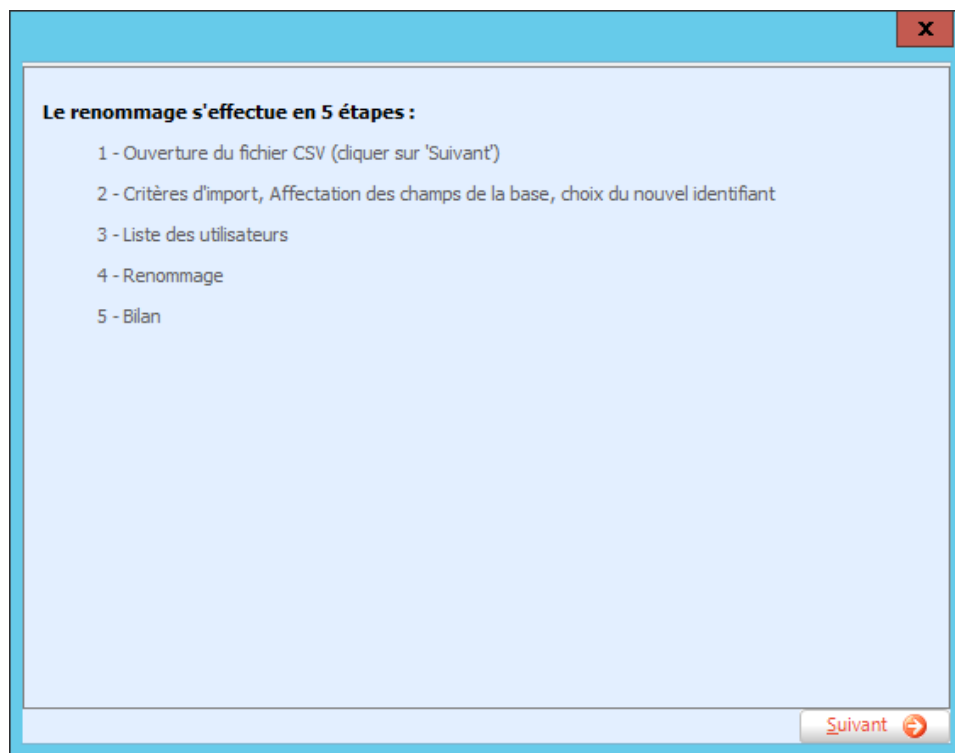 x
Le renommage s'effectue en 5 étapes :
1 - Ouverture du fichier CSV (cliquer sur 'Suivant')
2 - Critères d'import, Affectation des champs de la base, choix du nouvel identifiant
3 - Liste des utilisateurs
4 - Renommage
5 - Bilan
Suivant